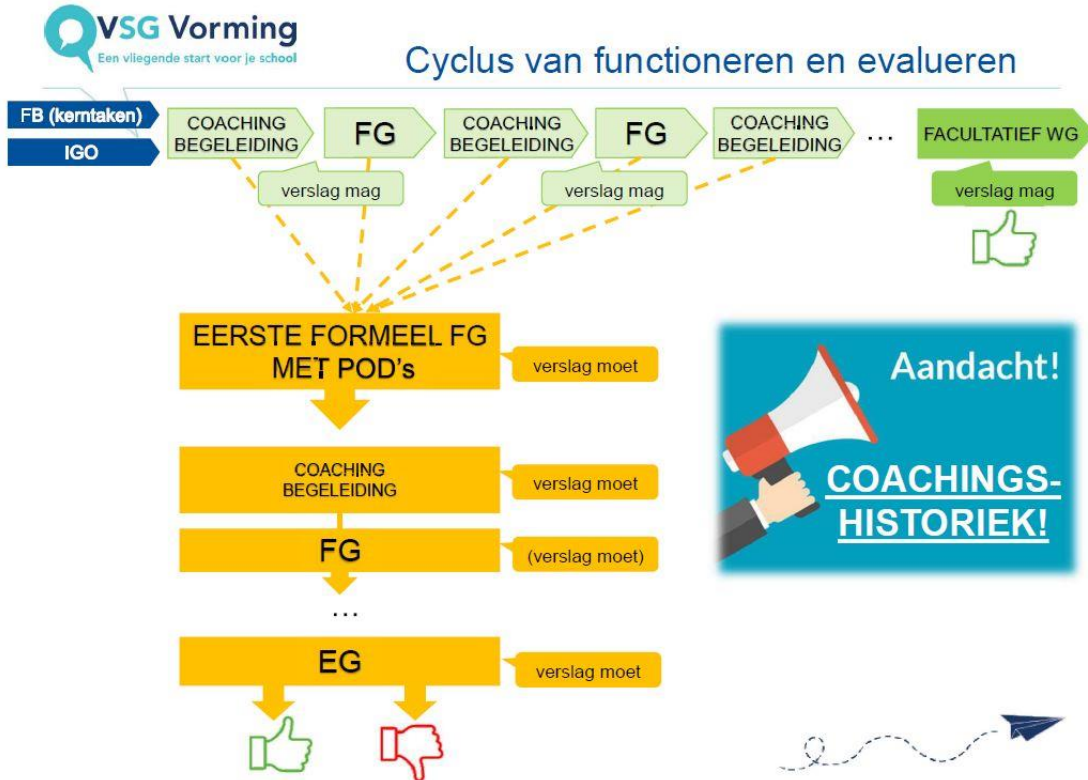 VSG Vorming
Een vliegende start voor je school
Cyclus van functioneren en evalueren
FB (kerntaken)
IGO
COACHING
BEGELEIDING
FG
COACHING
BEGELEIDING
FG
COACHING
BEGELEIDING
...
FACULTATIEF WG
verslag mag
verslag mag
verslag mag
EERSTE FORMEEL FG
MET POD's
verslag moet
COACHING
BEGELEIDING
verslag moet
FG
(verslag moet)
...
EG
verslag moet
Aandacht!
COACHINGS-
HISTORIEK!